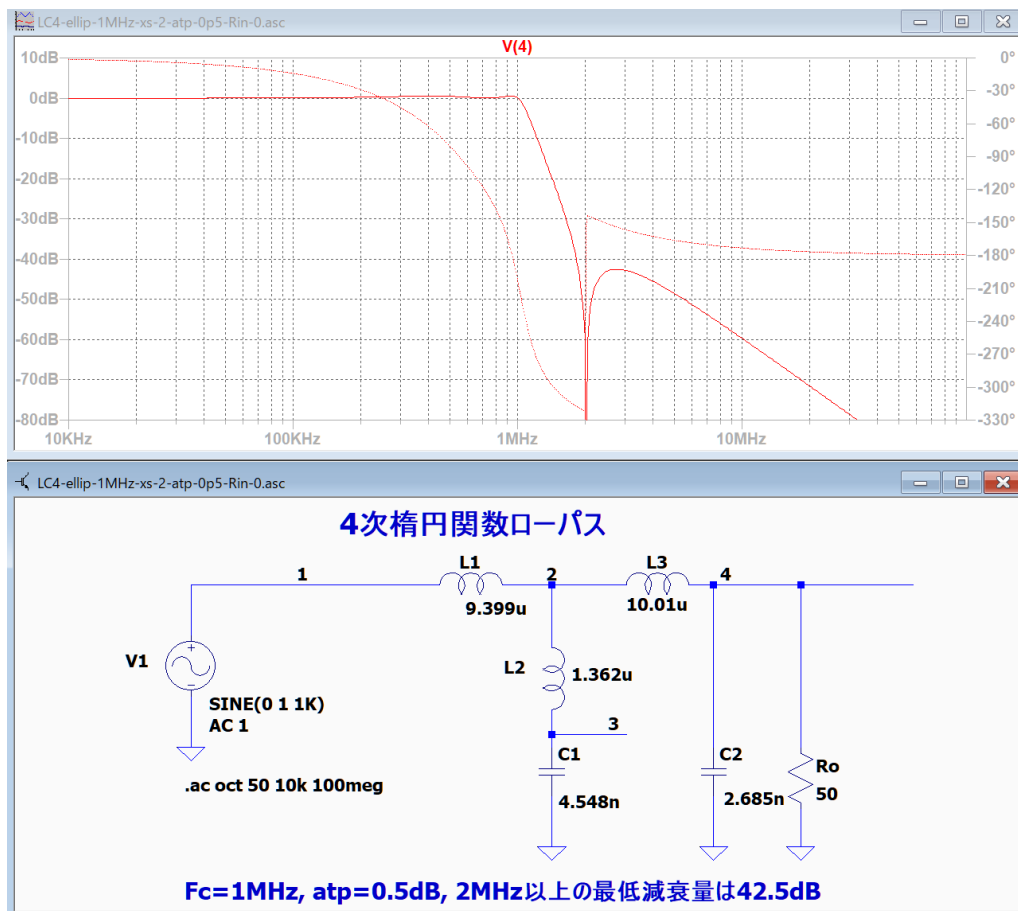 LC4-ellip-1MHz-xs-2-atp-0p5-Rin-0.asc
V(4)
10dB
0dB
-10dB
-20dB
-30dB
-40dB
-50dB
-60dB
-70dB
-80dB
0°
-30°
-60°
-90°
-120°
-150°
-180°
-210°
-240°
-270°
-300°
-330°
10KHz 100KHz 1MHz 10MHz
LC4-ellip-1MHz-xs-2-atp-0p5-Rin-0.asc
4次楕円関数ローパス
1
L1
9.399u
2
L3
10.01u
4
V1
SINE(0 1 1K)
AC 1
L2
1.362u
3
C1
4.548n
C2
2.685n
Ro
50
.ac oct 50 10k 100meg
Fc=1MHz, atp=0.5dB, 2MHz以上の最低減衰量は42.5dB